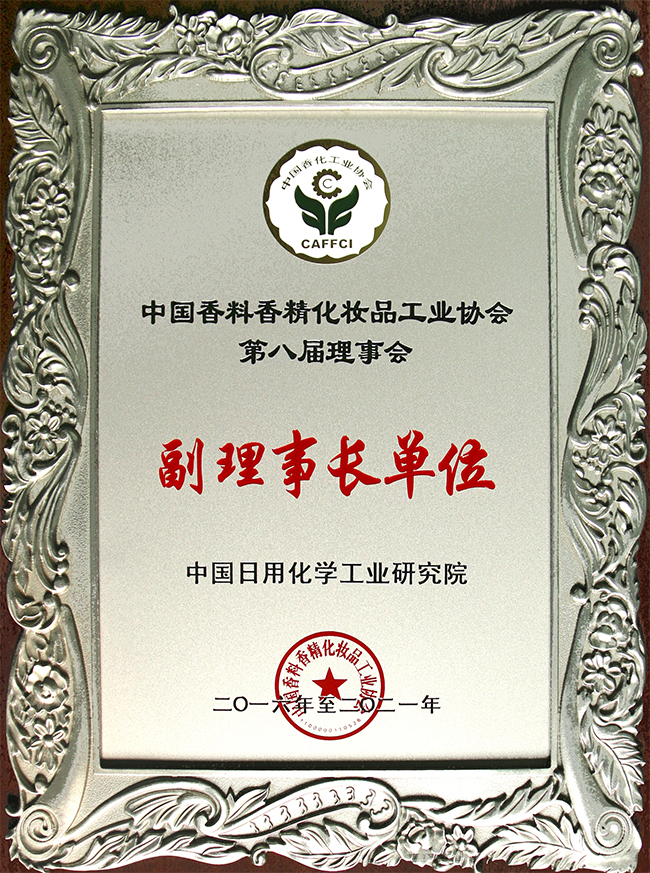 中国香化工业协会
C
CAFFCI
中国香料香精化妆品工业协会
第八届理事会
副理事长单位
中国日用化学工业研究院
中国香料香精化妆品工业协会
二〇一六年至二〇二一年